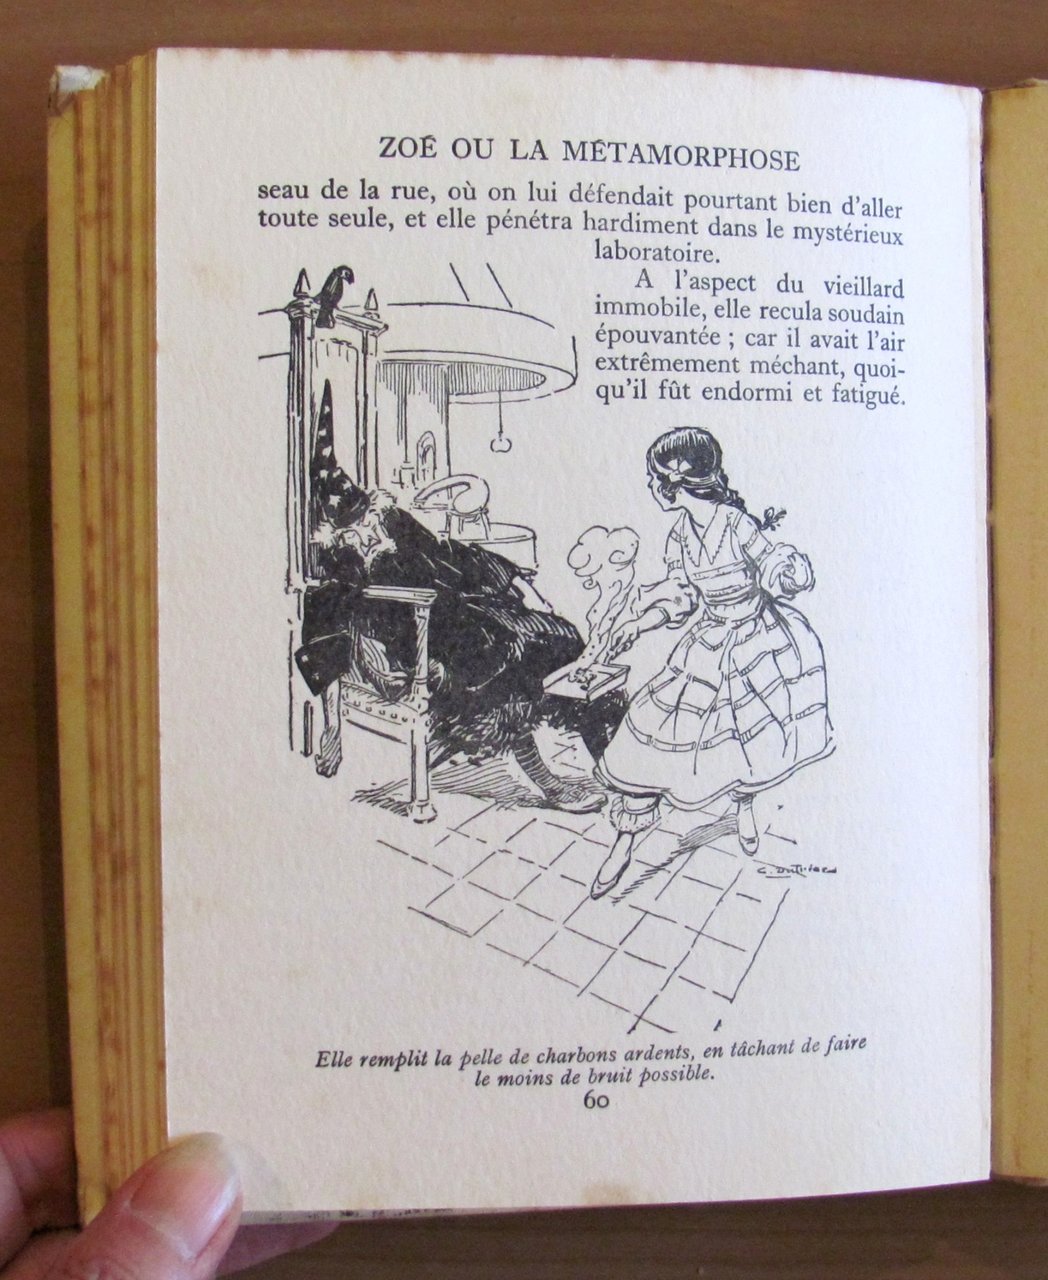 ZOÉ OU LA MÉTAMORPHOSE
seau de la rue, où on lui défendait pourtant bien d'aller
toute seule, et elle pénétra hardiment dans le mystérieux
laboratoire.
A l'aspect du vieillard
immobile, elle recula soudain
épouvantée ; car il avait l'air
extrêmement méchant, quoi-
qu'il fût endormi et fatigué.
Elle remplit la pelle de charbons ardents, en tâchant de faire
le moins de bruit possible.
60